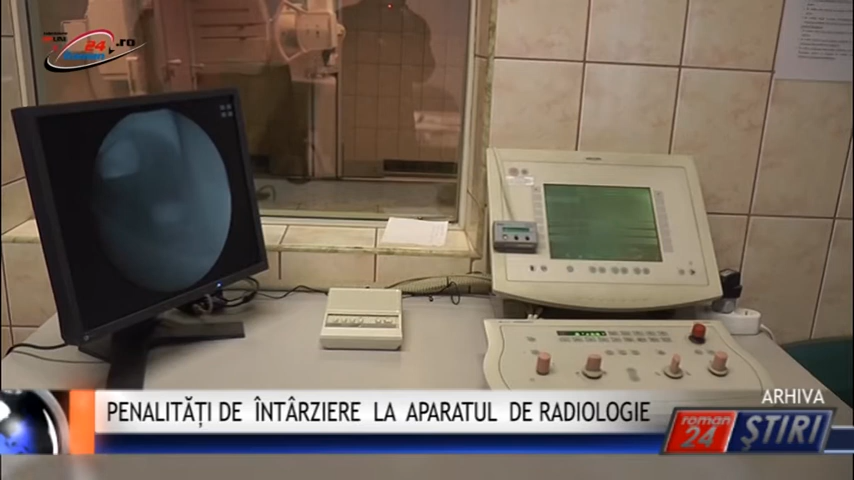 24.ro
PENALITĂȚI DE ÎNTÂRZIERE LA APARATUL DE RADIOLOGIE
ARHIVA
roman
24
ȘTIRI